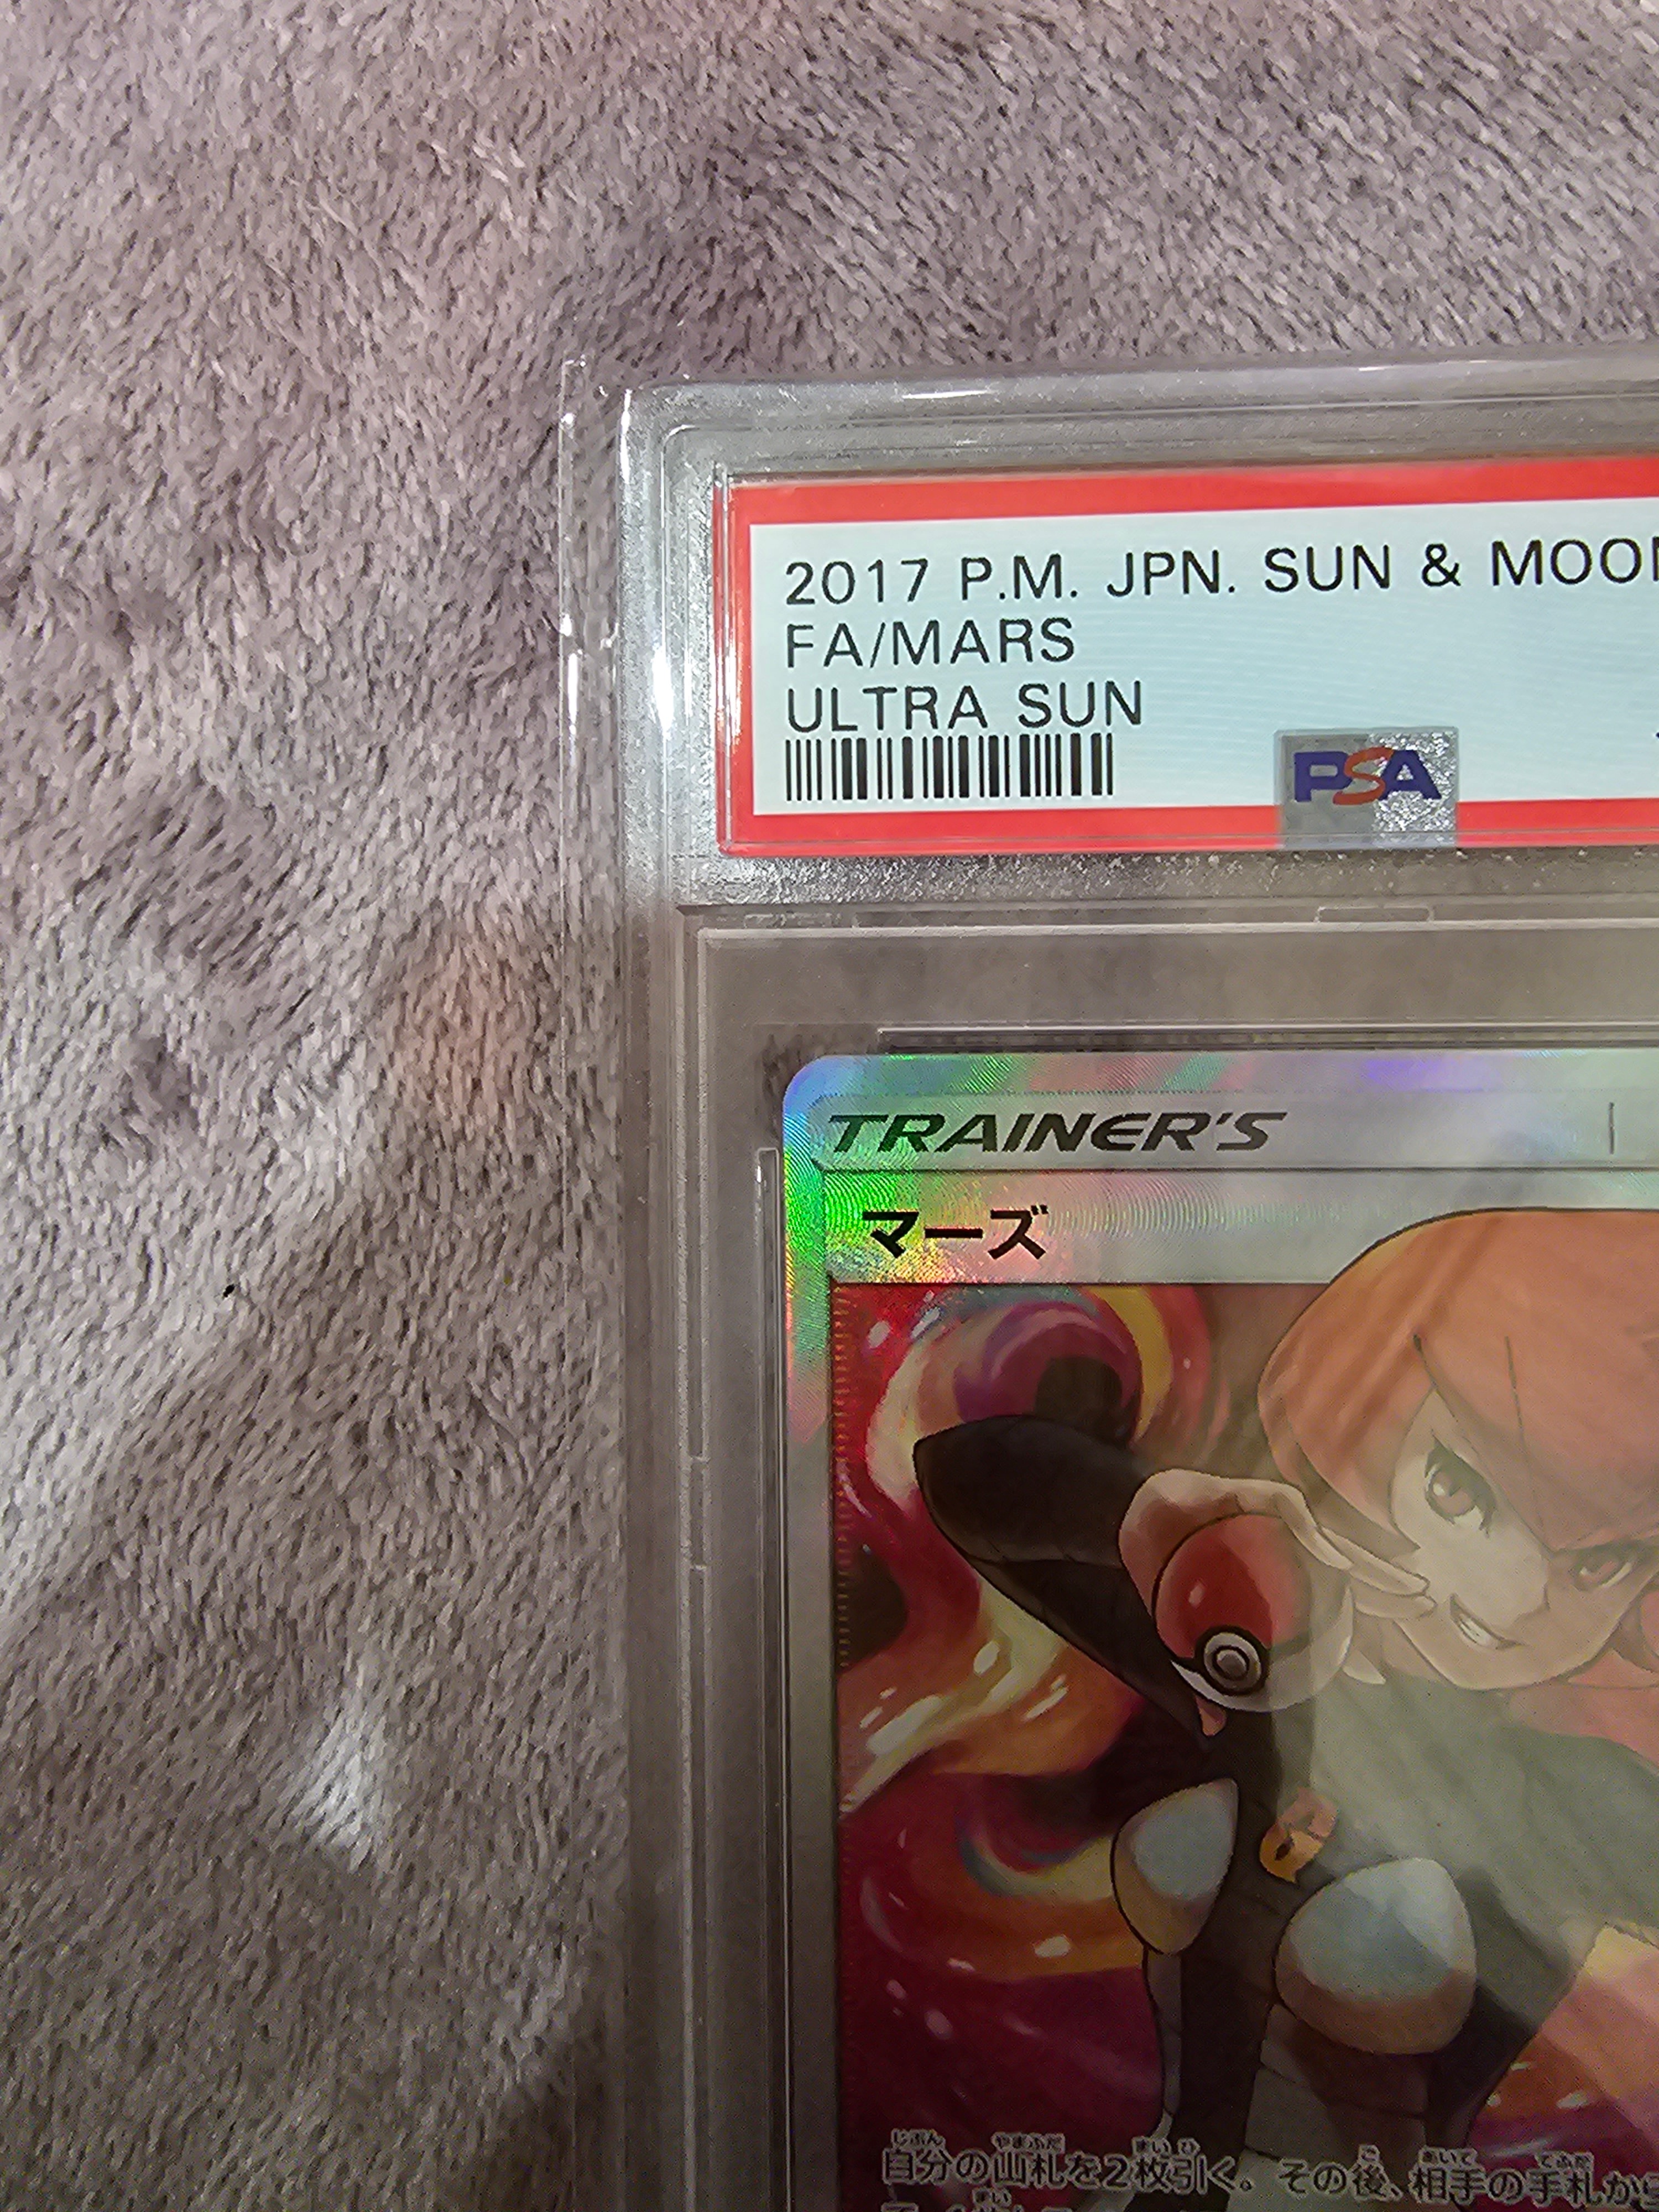 2017 P.M. JPN. SUN & MOON
FA/MARS
ULTRA SUN
PSA
TRAINER'S
マーズ
自分の山札を2枚引く。その後、相手の手札から